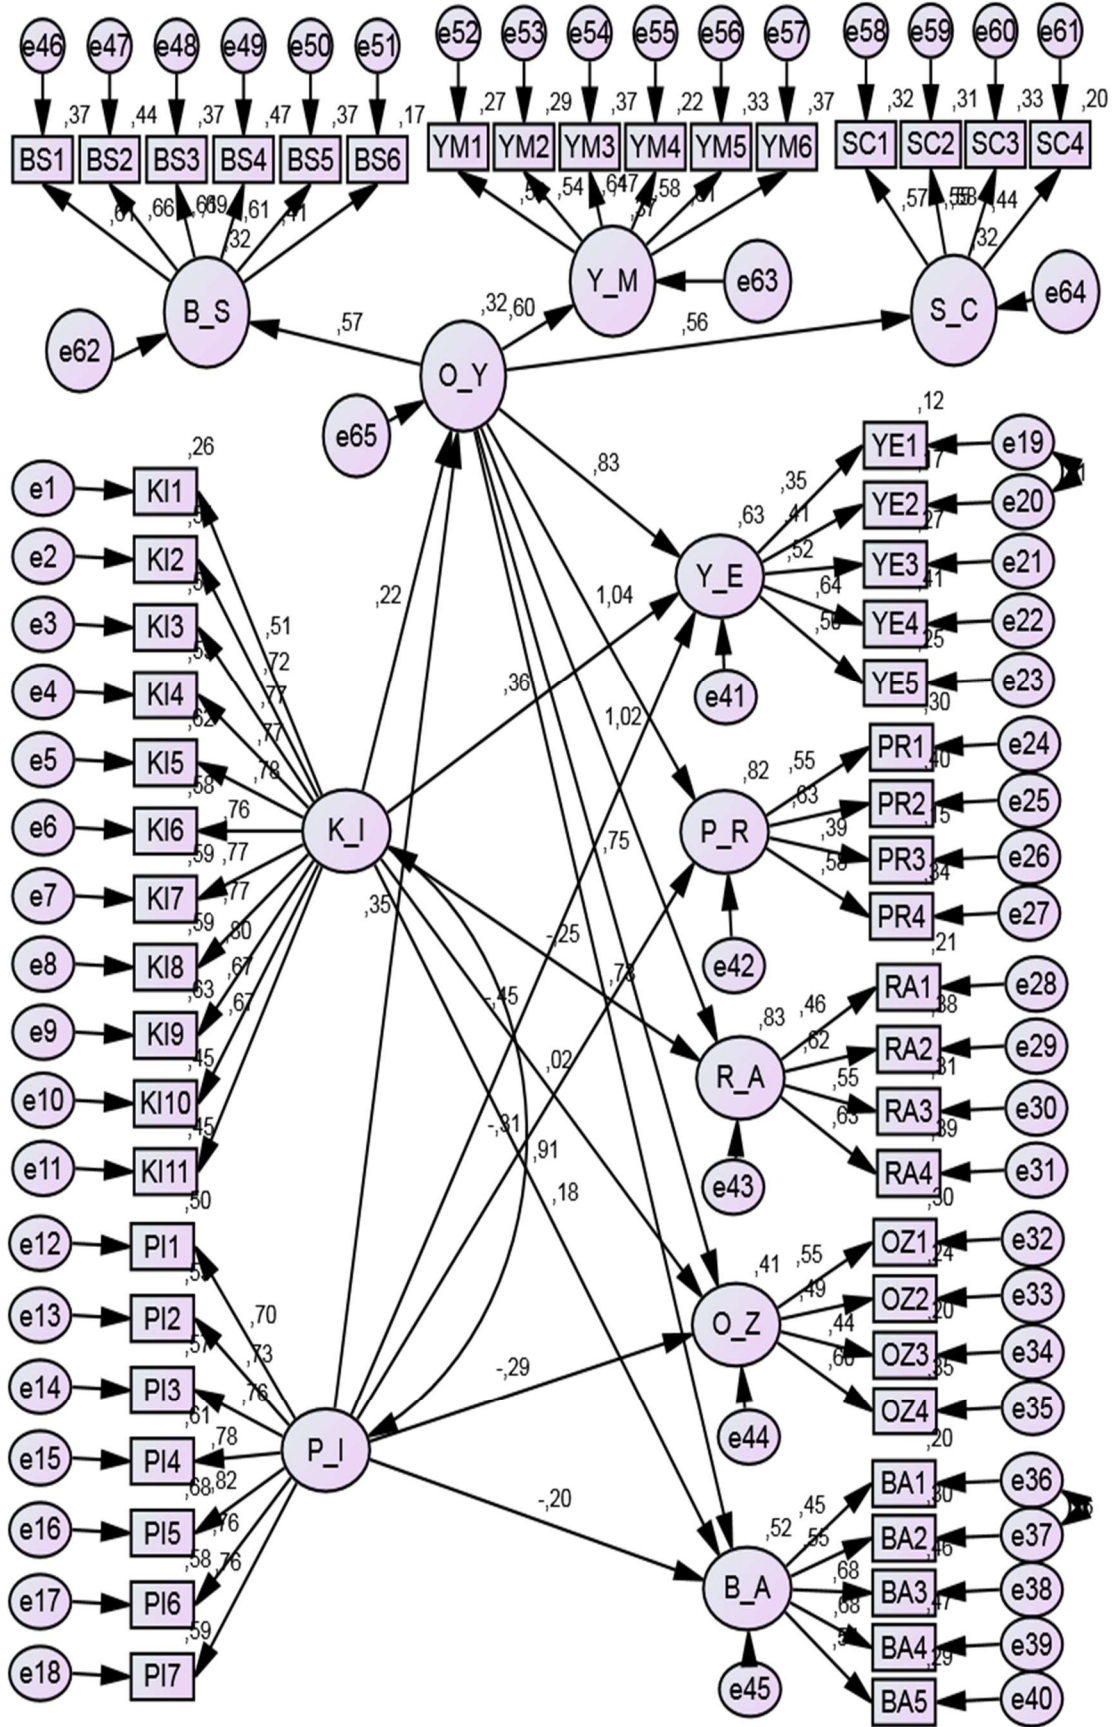 e46 e47 e48 e49 e50 e51 e52 e53 e54 e55 e56 e57 e58 e59 e60 e61
,37 ,44 ,37 ,47 ,37 ,17 ,27 ,29 ,37 ,22 ,33 ,37 ,32 ,31 ,33 ,20
BS1 BS2 BS3 BS4 BS5 BS6 YM1 YM2 YM3 YM4 YM5 YM6 SC1 SC2 SC3 SC4
,61 ,66 ,61 ,41 ,54 ,58 ,57 ,44
,32 ,37 ,32
B_S Y_M e63 S_C e64
,57 ,32 ,60 ,56
e62 O_Y
e65
,12
YE1 e19
,26 ,83 ,35 ,17
e1 KI1 ,63 ,41 YE2 e20
,52 ,27
e2 KI2 Y_E YE3 e21
,22 1,04 ,64 ,41
e3 KI3 YE4 e22
,51 ,25
e4 KI4 ,72 ,36 e41 YE5 e23
,62 ,77 1,02 ,30
e5 KI5 ,77 ,82 ,55 PR1 e24
,58 ,78 ,63 ,40
e6 KI6 ,76 K_I P_R PR2 e25
,59 ,77 ,75 ,39 ,15
e7 KI7 ,77 PR3 e26
,35 ,34
,59 ,80 -,25 PR4 e27
e8 KI8 ,67 e42 ,21
,63 ,67 -,45 RA1 e28
e9 KI9 ,02 ,83 ,46 ,38
,45 ,62 RA2 e29
e10 KI10 R_A ,55 ,31
,45 -,31 ,63 RA3 e30
e11 KI11 ,91 ,39
,50 ,18 e43 RA4 e31
e12 PI1 ,30
OZ1 e32
e13 PI2 ,70 ,41 ,55 ,24
,57 ,73 ,49 OZ2 e33
e14 PI3 ,76 O_Z ,44 ,20
,61 -,29 OZ3 e34
e15 PI4 ,78 P_I ,35
,68 ,82 e44 OZ4 e35
e16 PI5 ,76 ,20
,58 ,76 -,20 ,45 BA1 e36
e17 PI6 ,52 ,55 ,30
,59 BA2 e37
e18 PI7 B_A ,68 ,46
BA3 e38
,68 ,47
BA4 e39
e45 ,29
BA5 e40